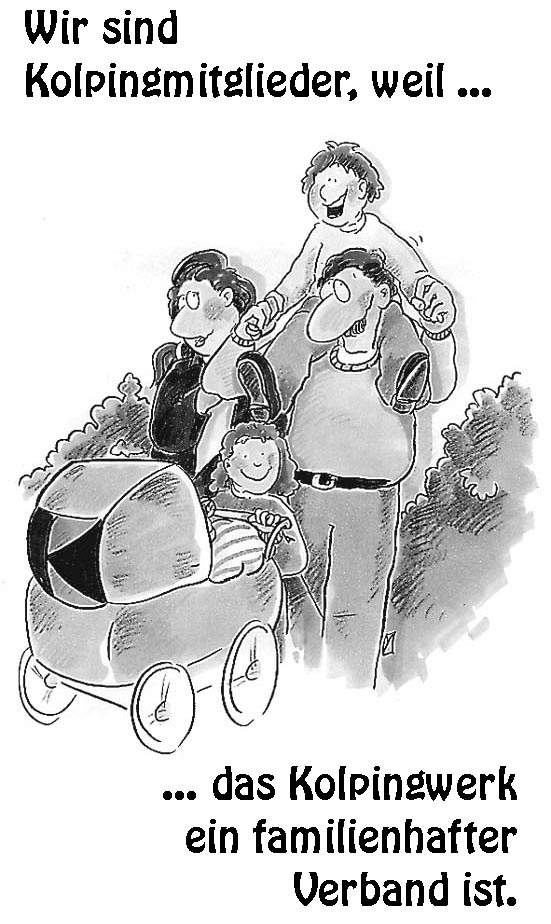 Wir sind
Kolpingmitglieder, weil ...
... das Kolpingwerk
ein familienhafter
Verband ist.